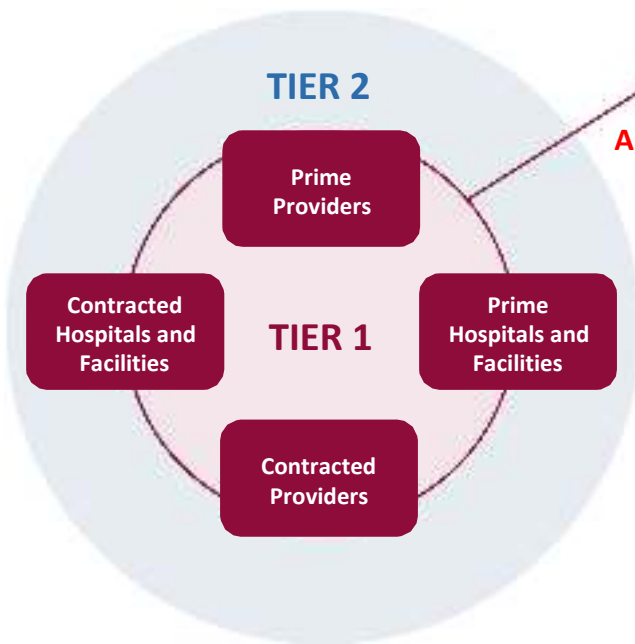 TIER 2
A
Prime
Providers
Contracted
Hospitals and
Facilities
TIER 1
Prime
Hospitals and
Facilities
Contracted
Providers